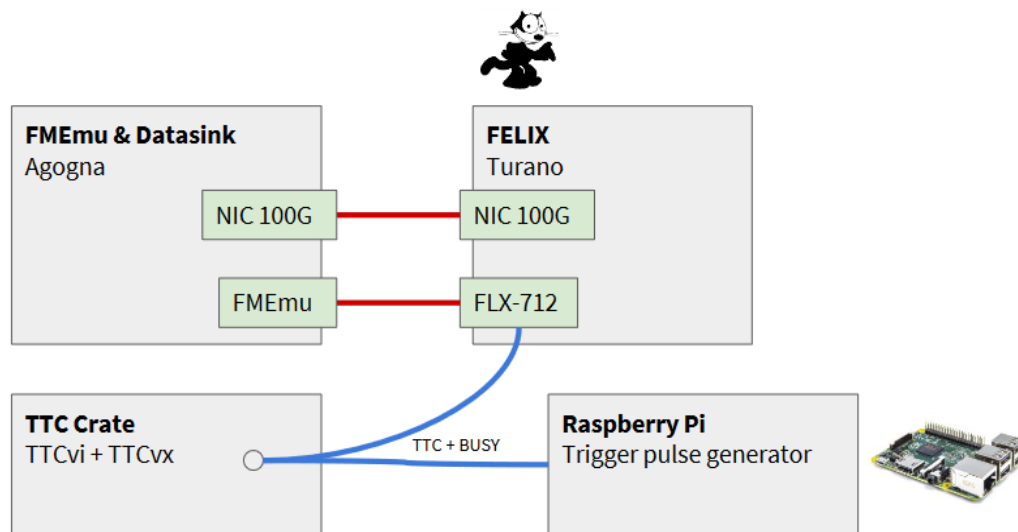 FMEmu & Datasink
Agogna
NIC 100G
FMEmu
FELIX
Turano
NIC 100G
FLX-712
TTC Crate
TTCvi + TTCvx
TTC + BUSY
Raspberry Pi
Trigger pulse generator